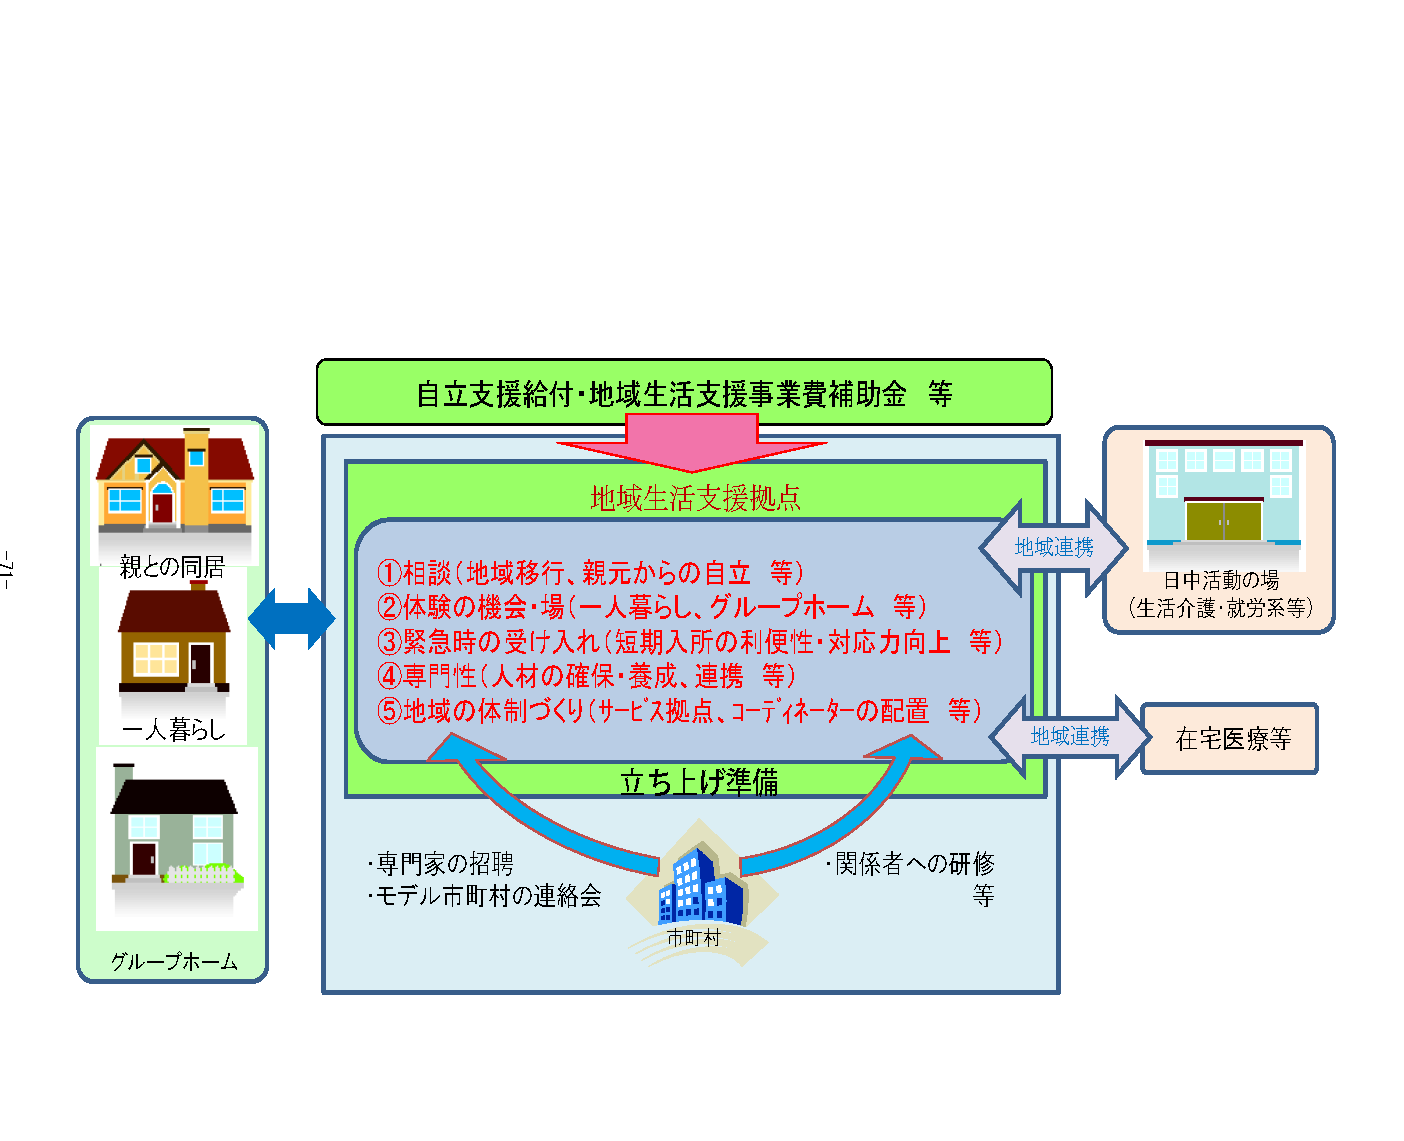 自立支援給付・地域生活支援事業費補助金　等
地域生活支援拠点
①相談（地域移行、親元からの自立　等）
②体験の機会・場（一人暮らし、グループホーム　等）
③緊急時の受け入れ（短期入所の利便性・対応力向上　等）
④専門性（人材の確保・養成、連携　等）
⑤地域の体制づくり（サービス拠点、コーディネーターの配置　等）
立ち上げ準備
・専門家の招聘
・モデル市町村の連絡会
・関係者への研修
等
市町村
親との同居
一人暮らし
グループホーム
地域連携
日中活動の場
（生活介護・就労系等）
地域連携
在宅医療等
-71-